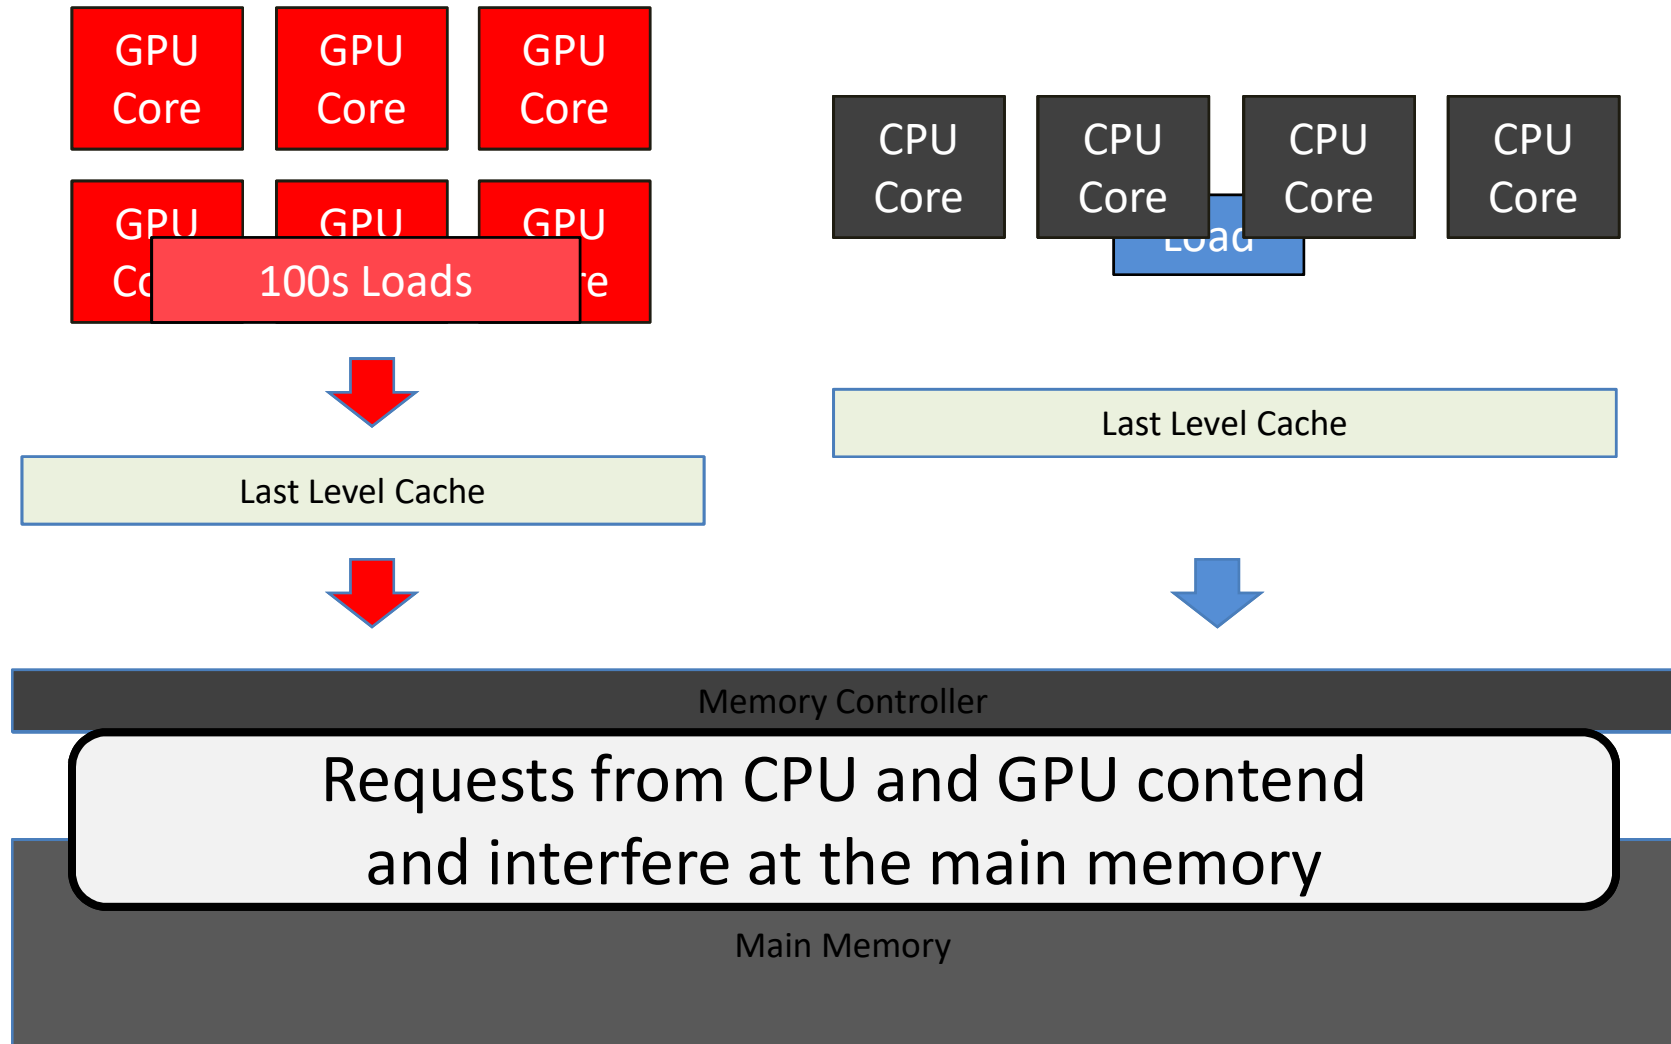 GPU
Core
GPU
Core
GPU
Core
CPU
Core
CPU
Core
CPU
Core
CPU
Core
GPU
GPU
GPU
100s Loads
Load
Last Level Cache
Last Level Cache
Memory Controller
Requests from CPU and GPU contend
and interfere at the main memory
Main Memory